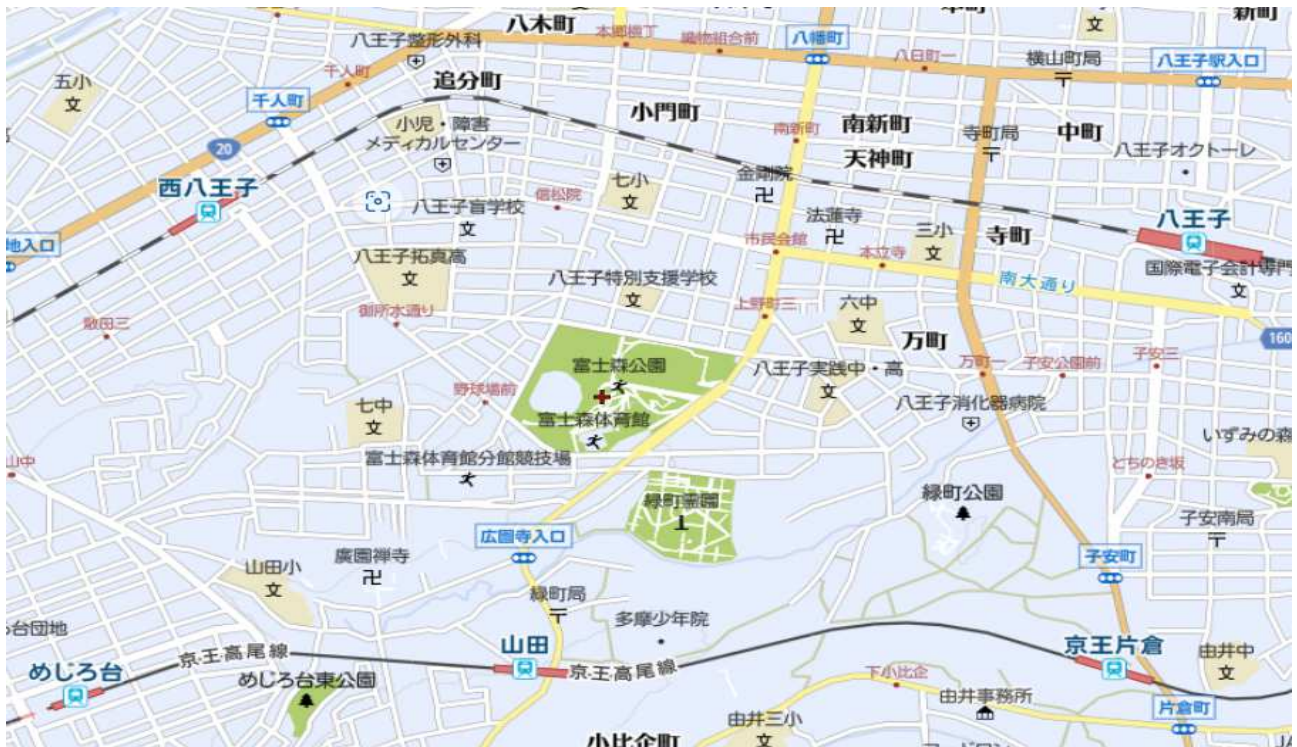 八木町
本郷横丁
織物組合前
八幡町
八日町一
横山町局
八王子駅入口
新町
八王子整形外科
千人町
追分町
五小
文
千人町
小門町
南新町
南新町
寺町局
中町
小児・障害
メディカルセンター
天神町
八王子オクトーレ
20
西八王子
七小
文
金剛院
信松院
八王子盲学校
文
法蓮寺
三小
文
寺町
八王子
地入口
市民会館
本立寺
国際電子会計専門
文
八王子拓真高
文
八王子特別支援学校
文
南大通り
御所水通り
上野町三
六中
文
万町
散田三
160
富士森公園
八王子実践中・高
文
万町一
子安公園前
子安三
野球場前
七中
文
富士森体育館
八王子消化器病院
いずみの森
山中
富士森体育館分館競技場
とちのき坂
緑町霊園
緑町公園
子安南局
広園寺入口
廣園禅寺
子安町
山田小
文
緑町局
多摩少年院
ろ台団地
京王高尾線
山田
京王高尾線
京王片倉
由井中
文
めじろ台
めじろ台東公園
下小比企
由井事務所
片倉町
由井三小
文
小比企町